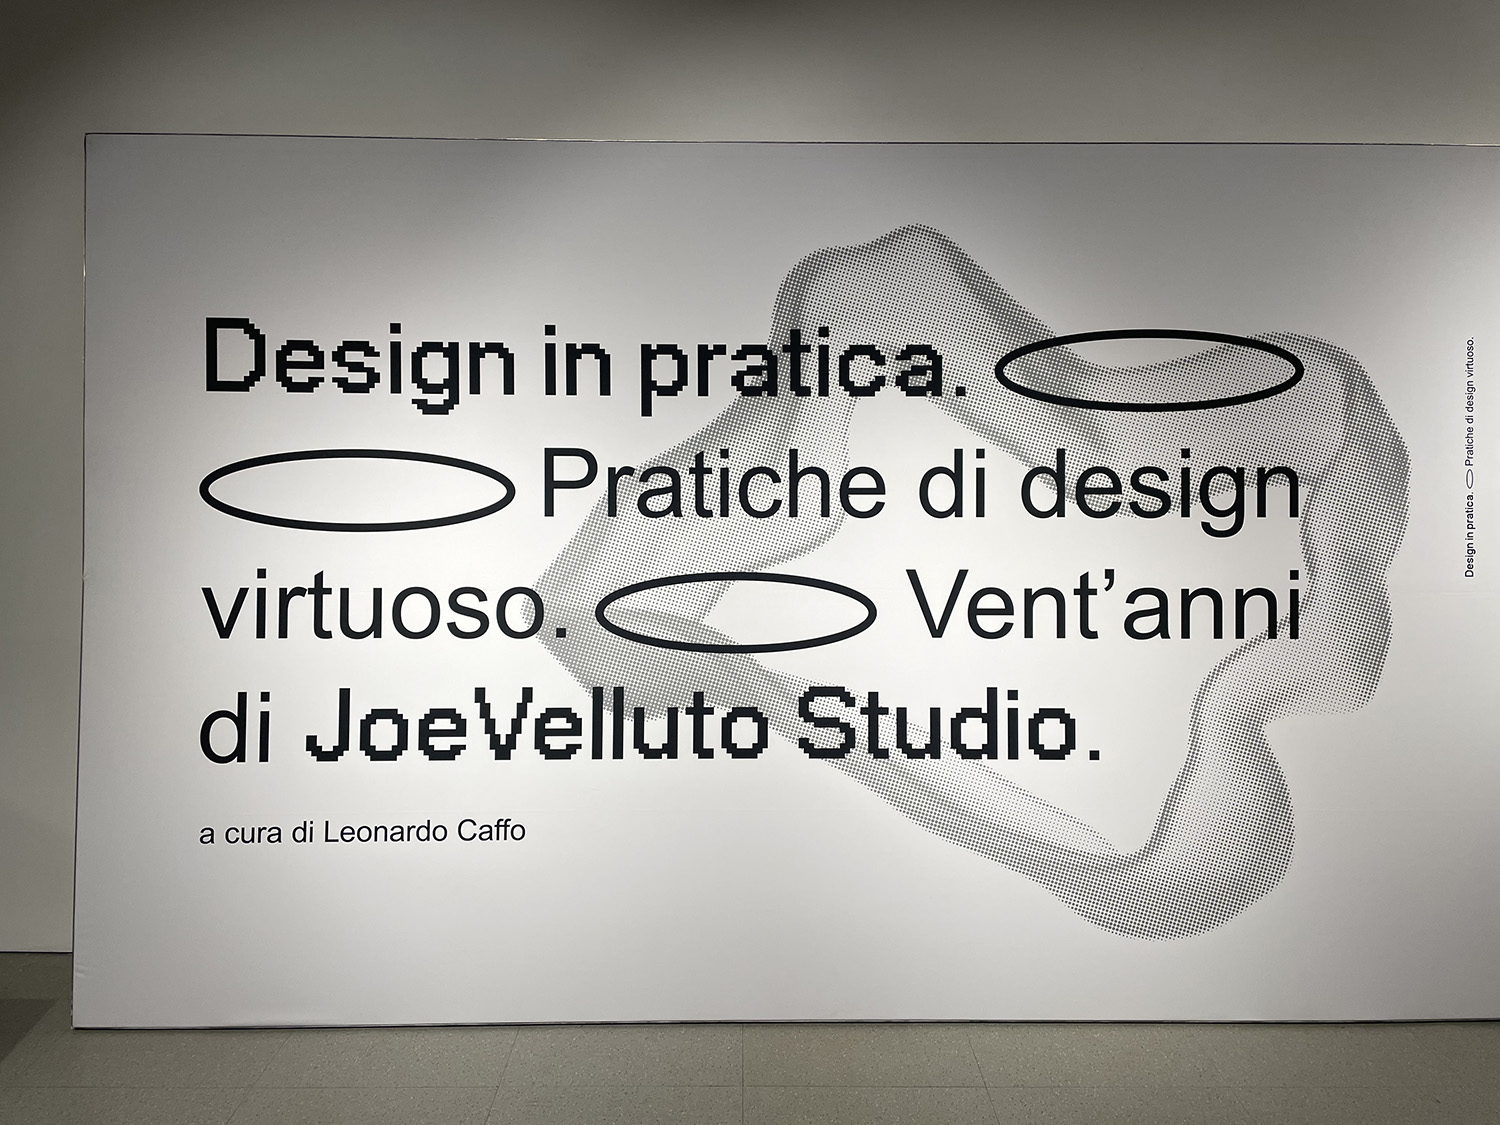 Design in pratica.
Pratiche di design
virtuoso. Vent’anni
di JoeVelluto Studio.
a cura di Leonardo Caffo
Design in pratica. Pratiche di design virtuoso.